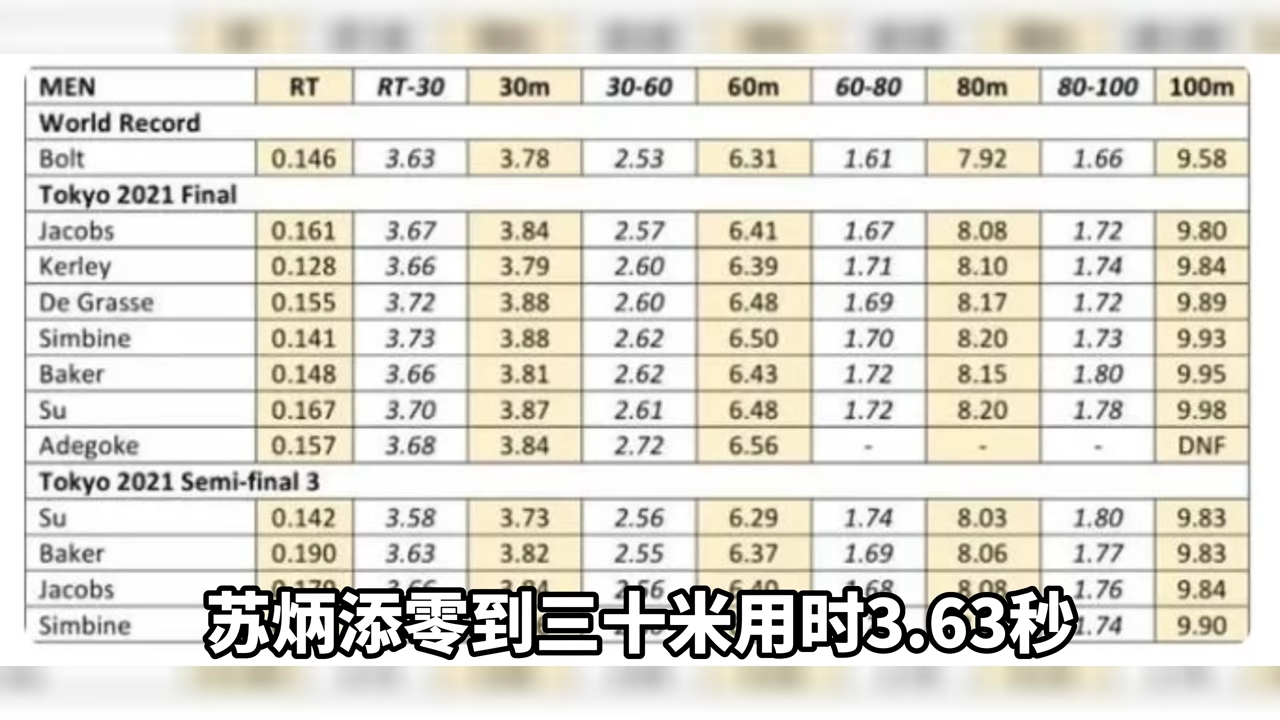 MEN RT RT-30 30m 30-60 60m 60-80 80m 80-100 100m
World Record
Bolt 0.146 3.63 3.78 2.53 6.31 1.61 7.92 1.66 9.58
Tokyo 2021 Final
Jacobs 0.161 3.67 3.84 2.57 6.41 1.67 8.08 1.72 9.80
Kerley 0.128 3.66 3.79 2.60 6.39 1.71 8.10 1.74 9.84
De Grasse 0.155 3.72 3.88 2.60 6.48 1.69 8.17 1.72 9.89
Simbine 0.141 3.73 3.88 2.62 6.50 1.70 8.20 1.73 9.93
Baker 0.148 3.66 3.81 2.62 6.43 1.72 8.15 1.80 9.95
Su 0.167 3.70 3.87 2.61 6.48 1.72 8.20 1.78 9.98
Adegoke 0.157 3.68 3.84 2.72 6.56 - - - DNF
Tokyo 2021 Semi-final 3
Su 0.142 3.58 3.73 2.56 6.29 1.74 8.03 1.80 9.83
Baker 0.190 3.63 3.82 2.55 6.37 1.69 8.06 1.77 9.83
Jacobs 1.76 9.84
Simbine 1.74 9.90
苏炳添零到三十米用时3.63秒